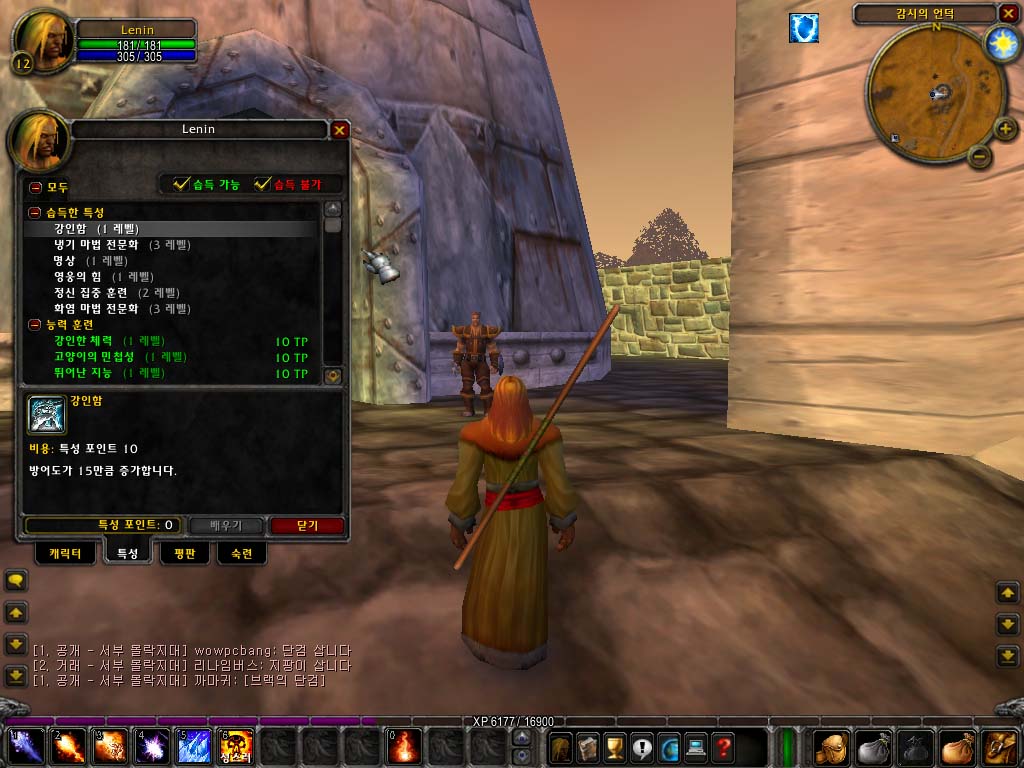 Lenin
181 / 181
305 / 305
12
감시의 언덕
N
Lenin
모두
습득 가능 습득 불가
습득한 특성
강인함 (1 레벨)
냉기 마법 전문화 (3 레벨)
명상 (1 레벨)
영웅의 힘 (1 레벨)
정신 집중 훈련 (2 레벨)
화염 마법 전문화 (3 레벨)
능력 훈련
강인한 체력 (1 레벨) 10 TP
고양이의 민첩성 (1 레벨) 10 TP
뛰어난 지능 (1 레벨) 10 TP
강인함
비용: 특성 포인트 10
방어도가 15만큼 증가합니다.
특성 포인트: 0 배우기 닫기
캐릭터 특성 평판 숙련
[1. 공개 - 서부 몰락지대] wowpcbang: 단검 삽니다
[2. 거래 - 서부 몰락지대] 리나임버스: 지팡이 삽니다
[1. 공개 - 서부 몰락지대] 까마귀: [브랙의 단검]
XP 6177 / 16900
1 2 3 4 5 6 0